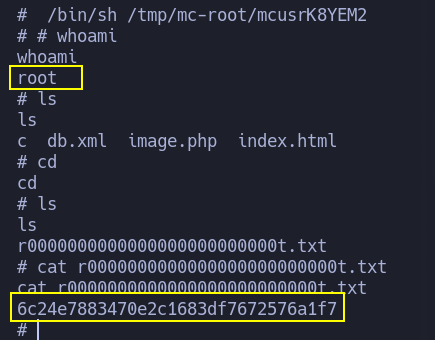 #  /bin/sh /tmp/mc-root/mcusrK8YEM2
# # whoami
whoami
root
# ls
ls
c  db.xml  image.php  index.html
# cd
cd
# ls
ls
r0000000000000000000000000t.txt
# cat r0000000000000000000000000t.txt
cat r0000000000000000000000000t.txt
6c24e7883470e2c1683df7672576a1f7
#